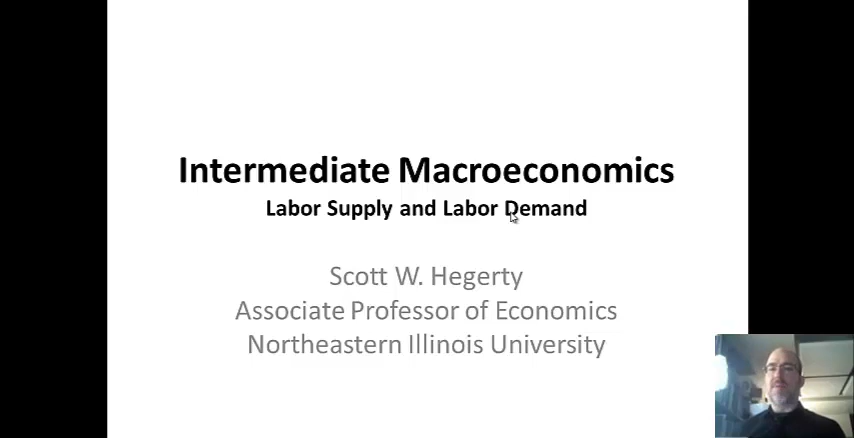 Intermediate Macroeconomics
Labor Supply and Labor Demand
Scott W. Hegerty
Associate Professor of Economics
Northeastern Illinois University